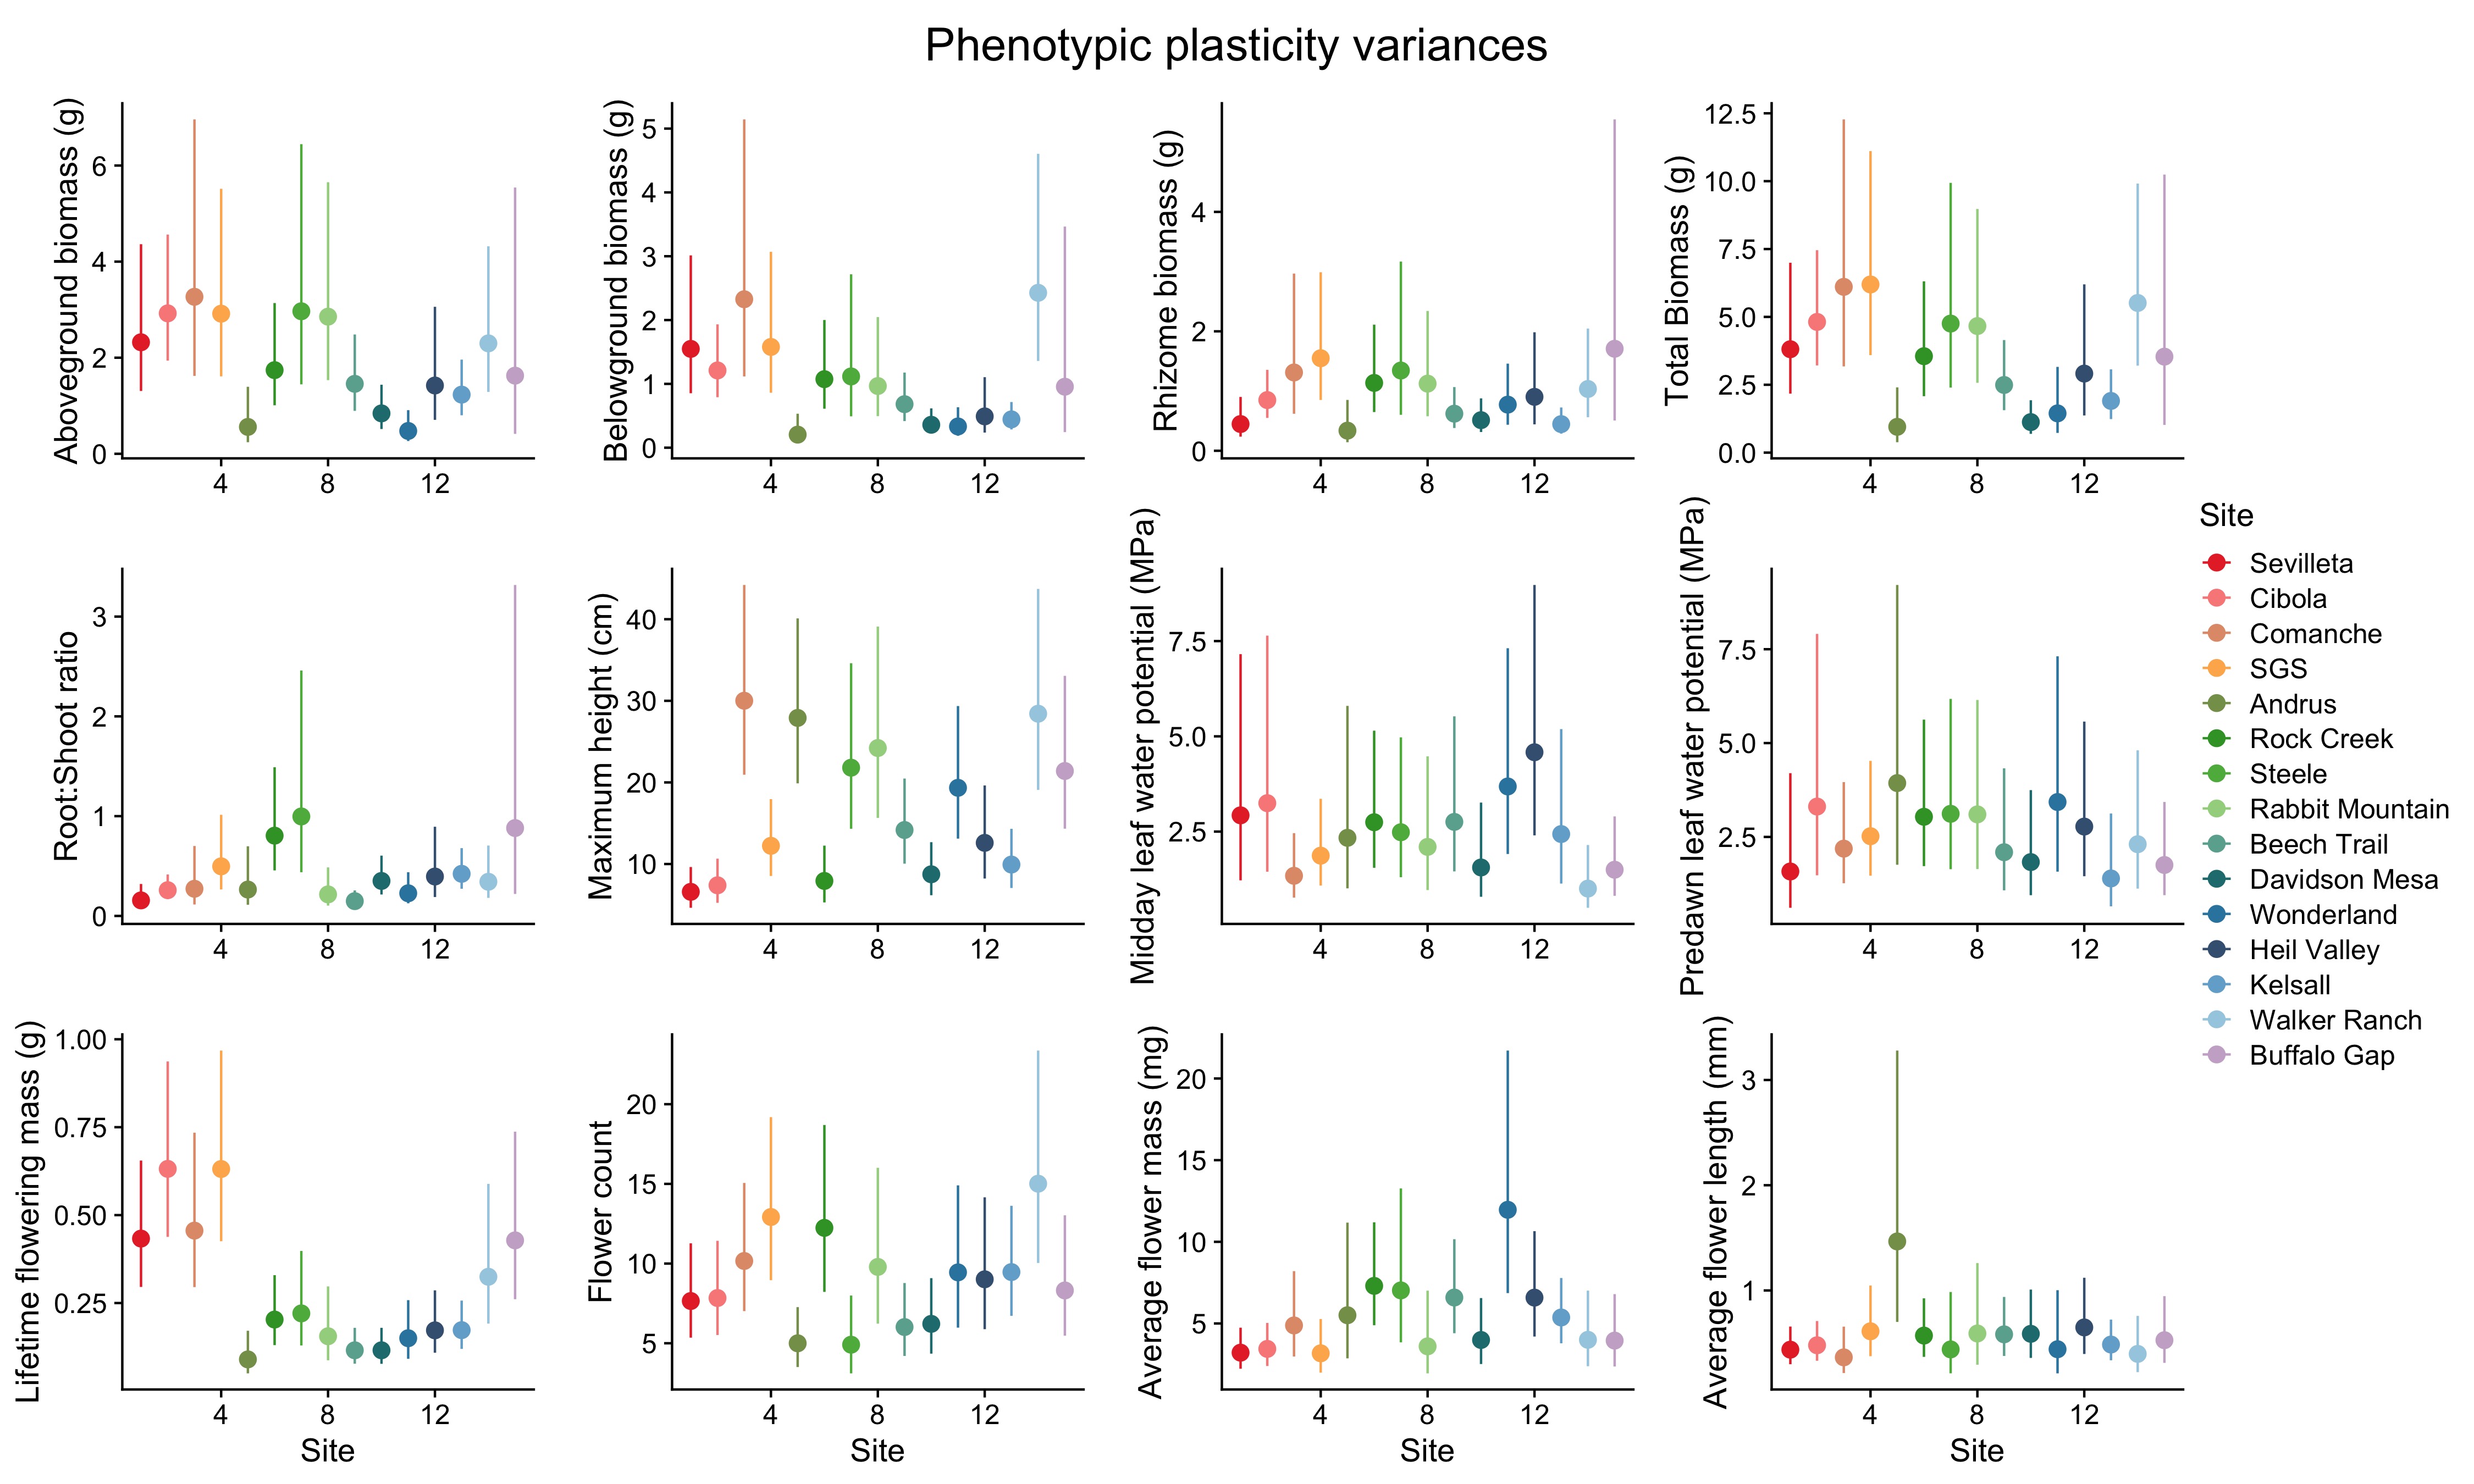 Phenotypic plasticity variances
Aboveground biomass (g)
0
2
4
6
4
8
12
Belowground biomass (g)
0
1
2
3
4
5
4
8
12
Rhizome biomass (g)
0
2
4
4
8
12
Total Biomass (g)
0.0
2.5
5.0
7.5
10.0
12.5
4
8
12
Root:Shoot ratio
0
1
2
3
4
8
12
Maximum height (cm)
10
20
30
40
4
8
12
Midday leaf water potential (MPa)
2.5
5.0
7.5
4
8
12
Predawn leaf water potential (MPa)
2.5
5.0
7.5
4
8
12
Lifetime flowering mass (g)
0.25
0.50
0.75
1.00
4
8
12
Site
Flower count
5
10
15
20
4
8
12
Site
Average flower mass (mg)
5
10
15
20
4
8
12
Site
Average flower length (mm)
1
2
3
4
8
12
Site
Site
Sevilleta
Cibola
Comanche
SGS
Andrus
Rock Creek
Steele
Rabbit Mountain
Beech Trail
Davidson Mesa
Wonderland
Heil Valley
Kelsall
Walker Ranch
Buffalo Gap